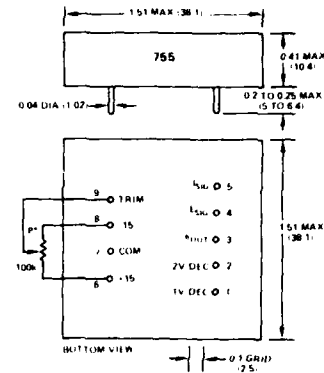 1.51 MAX (38.1)
755
0.41 MAX
(10.4)
0.04 DIA (1.02)
0.2 TO 0.25 MAX
(5 TO 6.4)
9
TRIM
ISIG 5
8
15
ESIG 4
P*
7 COM
eOUT 3
1.51 MAX
(38.1)
100k
2V DEC 2
6
-15
1V DEC 1
BOTTOM VIEW
0.1 GRID
(2.5)